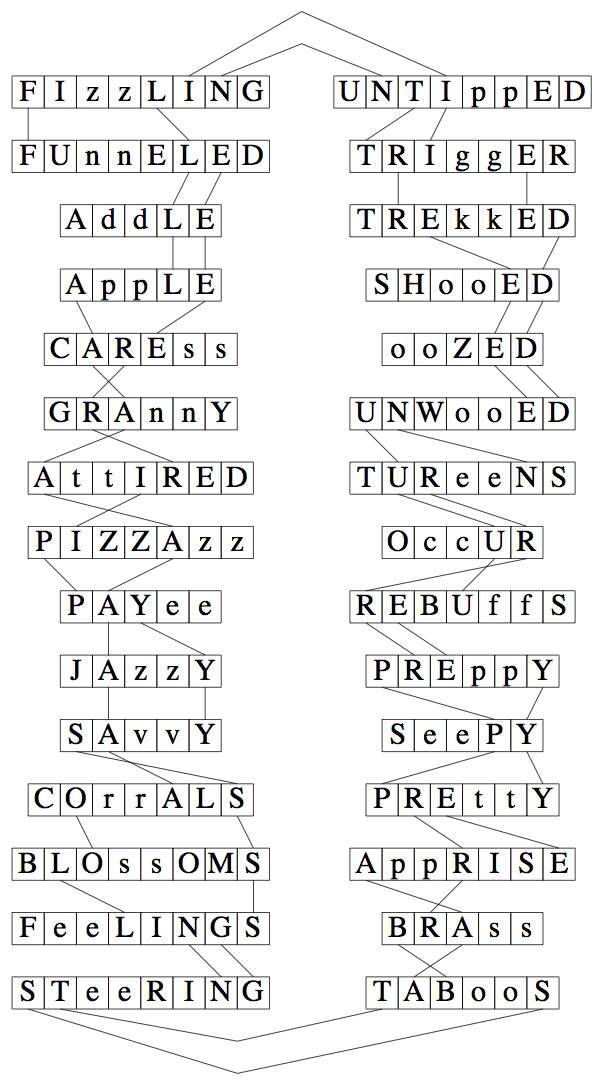 FIzzLING UNTIppED
FUnnELED TRIggER
AddLE TREkkED
AppLE SHooED
CAREss ooZED
GRAnnY UNWooED
AttIRED TUReeNS
PIZZAzz OccUR
PAYee REBUffS
JAzzY PREppY
SAvvY SeePY
COrrALS PREttY
BLOssOMS AppRISE
FeeLINGS BRAss
STeeRING TABooS